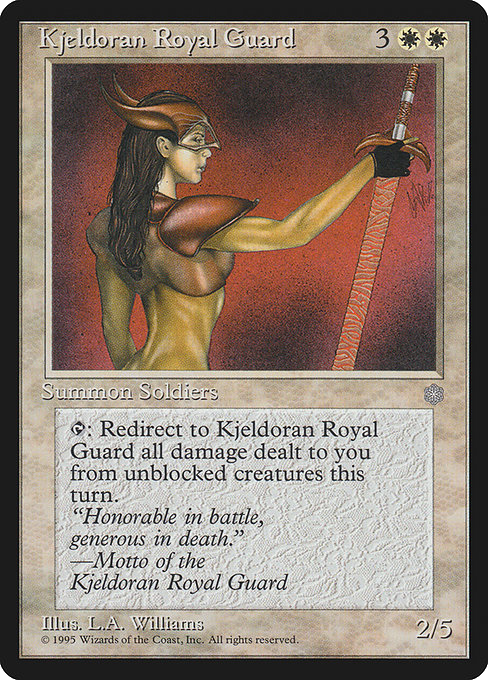 Kjeldoran Royal Guard 3
Summon Soldiers
: Redirect to Kjeldoran Royal
Guard all damage dealt to you
from unblocked creatures this
turn.
“Honorable in battle,
generous in death.”
—Motto of the
Kjeldoran Royal Guard
Illus. L.A. Williams
2/5
© 1995 Wizards of the Coast, Inc. All rights reserved.